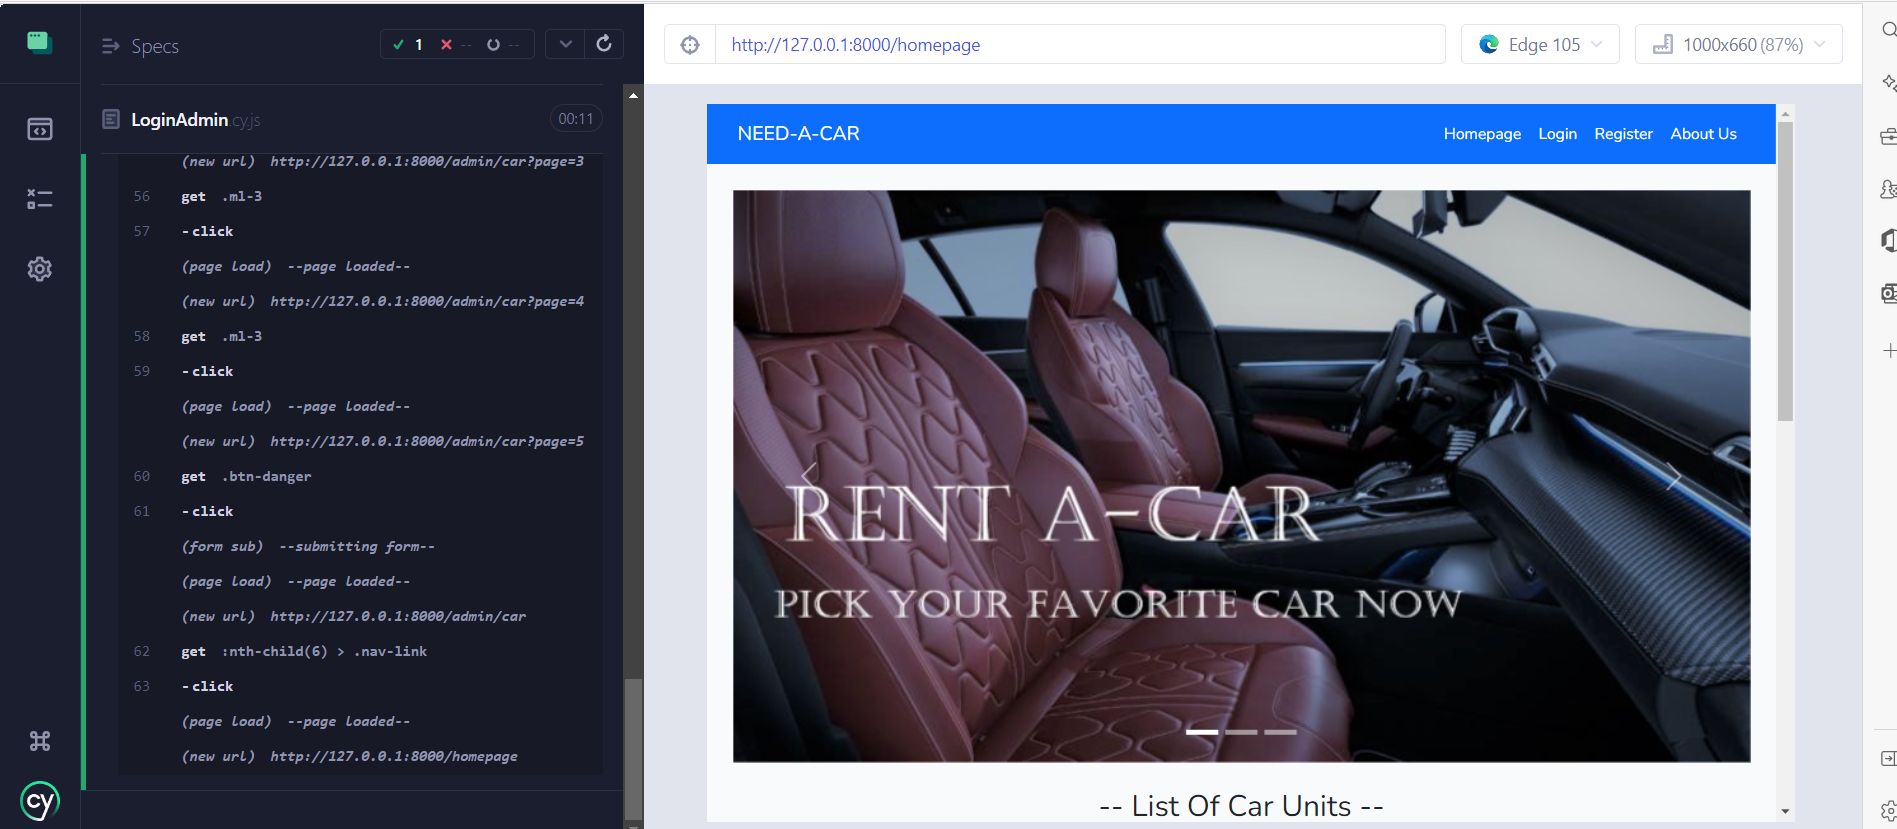 Specs
1 -- --
LoginAdmin.cy.js 00:11
(new url) http://127.0.0.1:8000/admin/car?page=3
56 get .ml-3
57 -click
(page load) --page loaded--
(new url) http://127.0.0.1:8000/admin/car?page=4
58 get .ml-3
59 -click
(page load) --page loaded--
(new url) http://127.0.0.1:8000/admin/car?page=5
60 get .btn-danger
61 -click
(form sub) --submitting form--
(page load) --page loaded--
(new url) http://127.0.0.1:8000/admin/car
62 get :nth-child(6) > .nav-link
63 -click
(page load) --page loaded--
(new url) http://127.0.0.1:8000/homepage
cy
http://127.0.0.1:8000/homepage
Edge 105
1000x660 (87%)
NEED-A-CAR
Homepage Login Register About Us
RENT A-CAR
PICK YOUR FAVORITE CAR NOW
-- List Of Car Units --